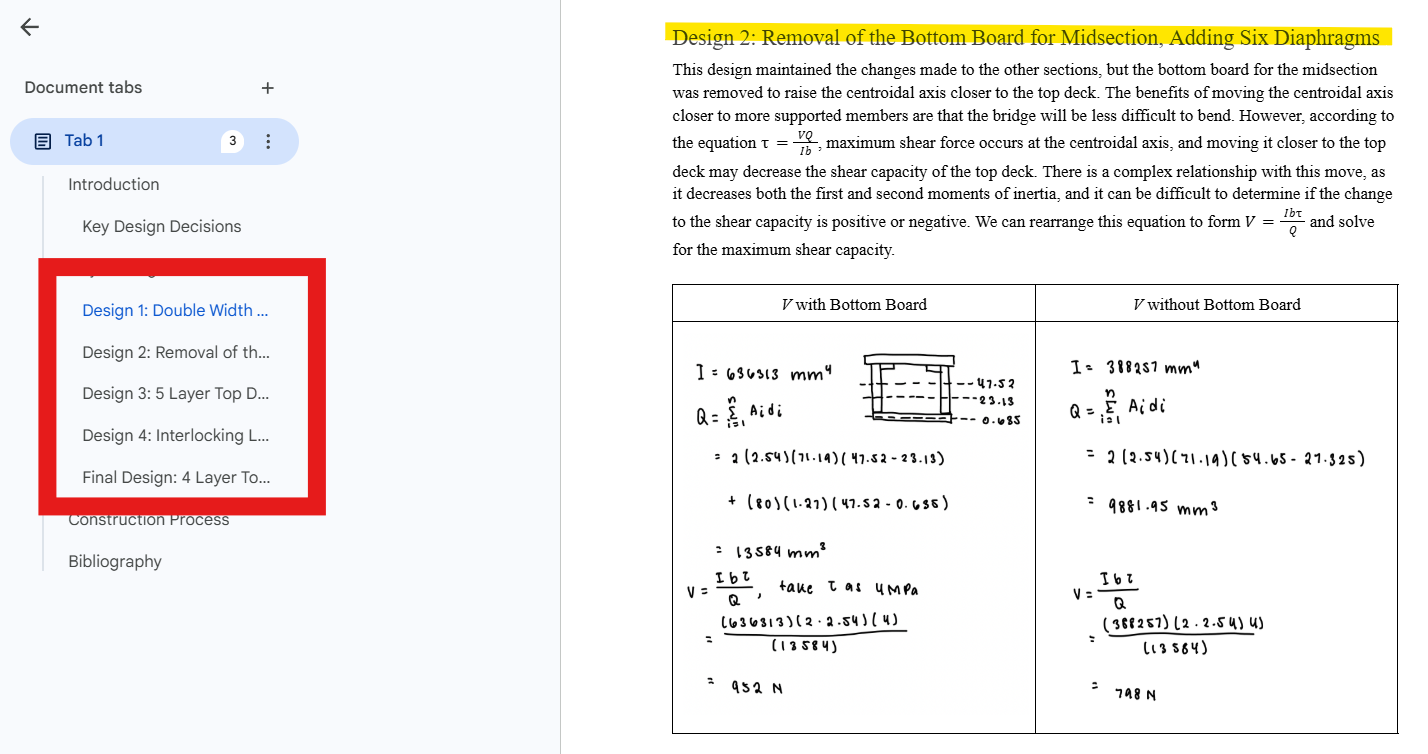 Document tabs
+
Tab 1
3
Introduction
Key Design Decisions
Design 1: Double Width ...
Design 2: Removal of th...
Design 3: 5 Layer Top D...
Design 4: Interlocking L...
Final Design: 4 Layer To...
Construction Process
Bibliography
Design 2: Removal of the Bottom Board for Midsection, Adding Six Diaphragms
This design maintained the changes made to the other sections, but the bottom board for the midsection
was removed to raise the centroidal axis closer to the top deck. The benefits of moving the centroidal axis
closer to more supported members are that the bridge will be less difficult to bend. However, according to
the equation τ = VQ/Ib, maximum shear force occurs at the centroidal axis, and moving it closer to the top
deck may decrease the shear capacity of the top deck. There is a complex relationship with this move, as
it decreases both the first and second moments of inertia, and it can be difficult to determine if the change
to the shear capacity is positive or negative. We can rearrange this equation to form V = Ibτ/Q and solve
for the maximum shear capacity.
V with Bottom Board
I = 636313 mm⁴
Q = Σ Aidi
n
i=1
47.52
23.13
0.635
= 2(2.54)(71.19)(47.52-23.13)
+ (80)(1.27)(47.52-0.635)
= 13584 mm³
V = Ibτ/Q, take τ as 4MPa
= (636313)(2·2.54)(4)/(13584)
= 952 N
V without Bottom Board
I = 388257 mm⁴
Q = Σ Aidi
n
i=1
= 2(2.54)(71.19)(54.65-27.325)
= 9881.95 mm³
V = Ibτ/Q
= (388257)(2·2.54)4)/(13584)
= 798 N